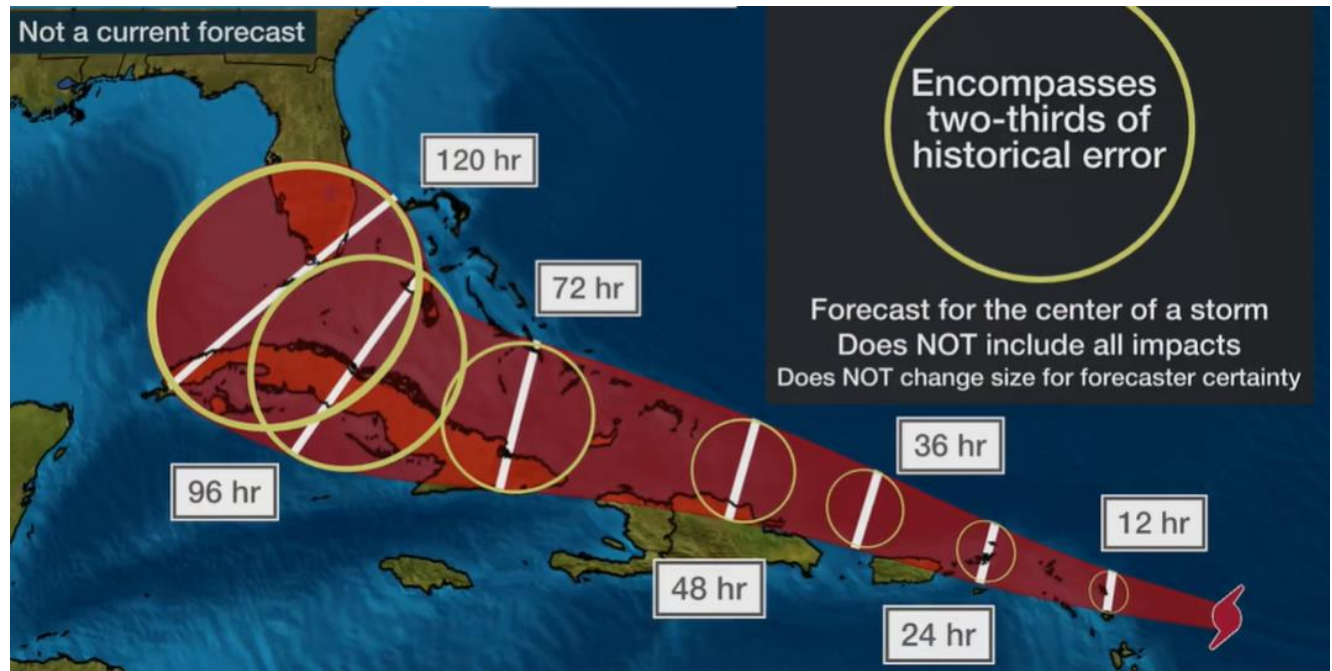 Not a current forecast
Encompasses
two-thirds of
historical error
Forecast for the center of a storm
Does NOT include all impacts
Does NOT change size for forecaster certainty
120 hr
72 hr
96 hr
36 hr
48 hr
12 hr
24 hr